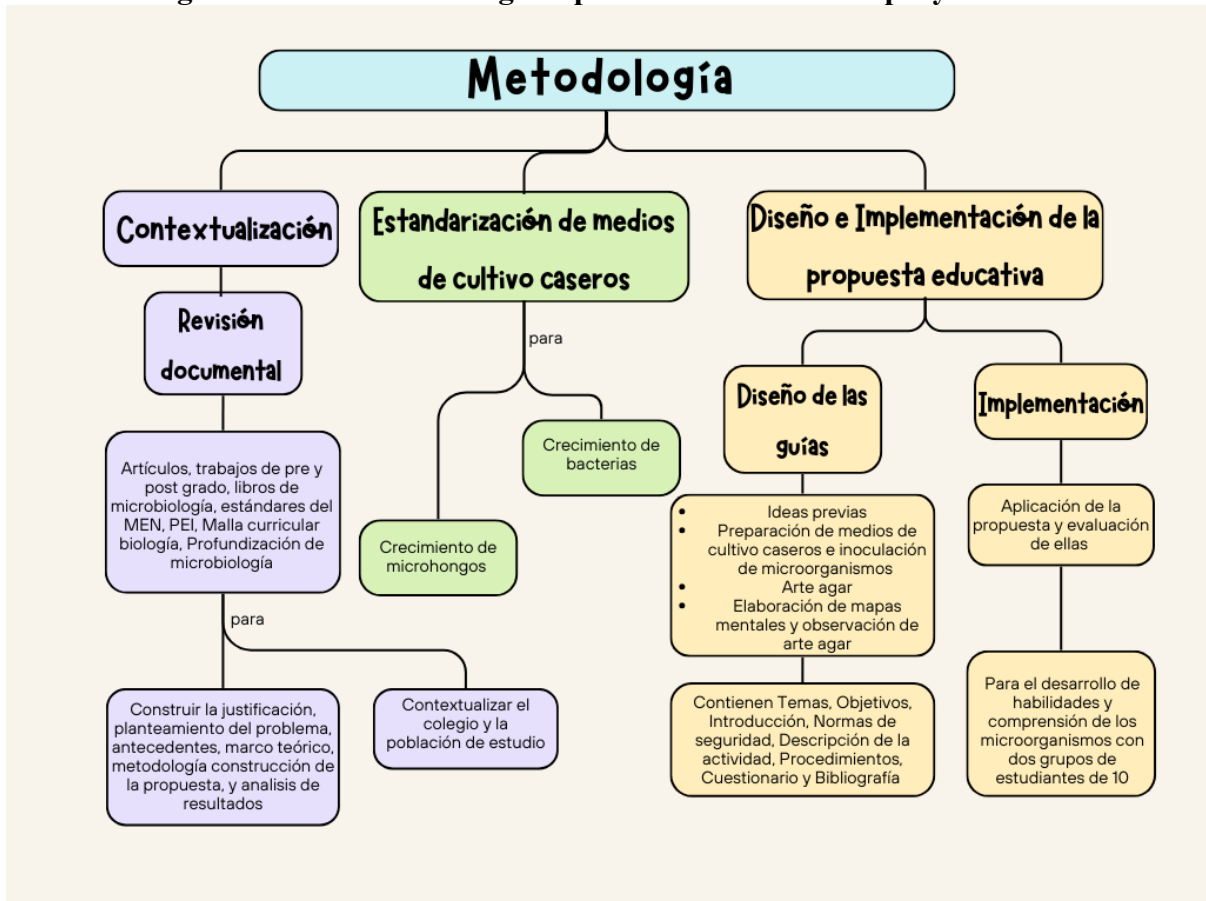 Metodología
Contextualización
Estandarización de medios
de cultivo caseros
Diseño e Implementación de la
propuesta educativa
Revisión
documental
para
Diseño de las
guías
Implementación
Artículos, trabajos de pre y
post grado, libros de
microbiología, estándares del
MEN, PEI, Malla curricular
biología, Profundización de
microbiología
Crecimiento de
bacterias
Crecimiento de
microhongos
• Ideas previas
• Preparación de medios de
cultivo caseros e inoculación
de microorganismos
• Arte agar
• Elaboración de mapas
mentales y observación de
arte agar
Aplicación de la
propuesta y evaluación
de ellas
para
Construir la justificación,
planteamiento del problema,
antecedentes, marco teórico,
metodología construcción de
la propuesta, y analisis de
resultados
Contextualizar el
colegio y la
población de estudio
Contienen Temas, Objetivos,
Introducción, Normas de
seguridad, Descripción de la
actividad, Procedimientos,
Cuestionario y Bibliografía
Para el desarrollo de
habilidades y
comprensión de los
microorganismos con
dos grupos de
estudiantes de 10